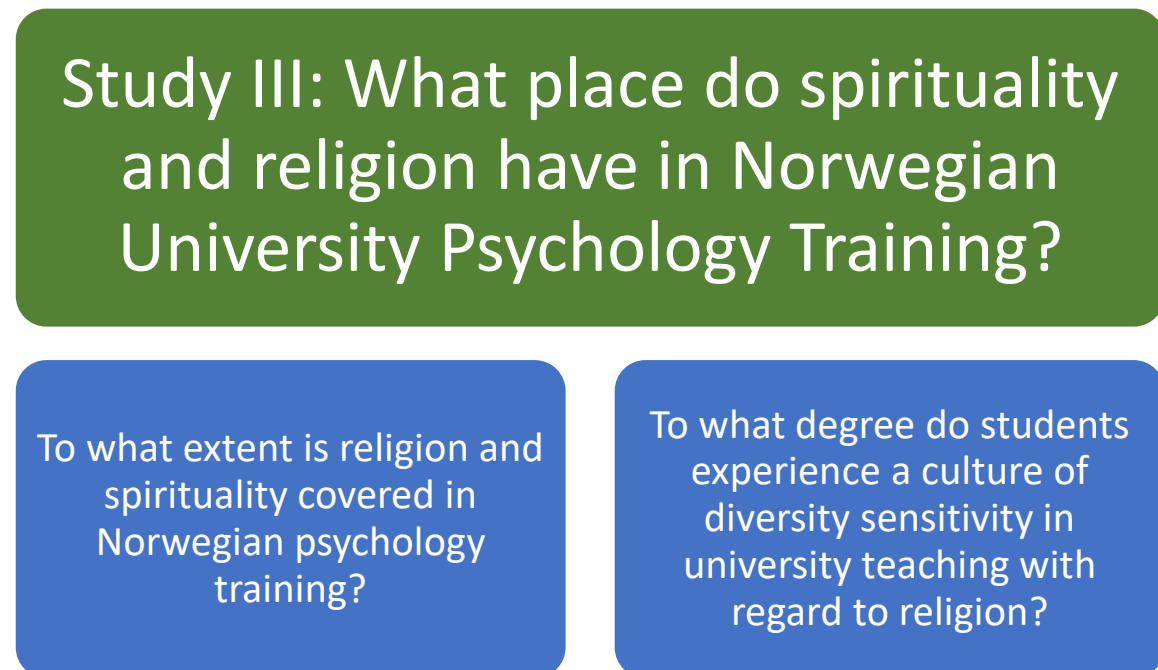 Study III: What place do spirituality
and religion have in Norwegian
University Psychology Training?
To what extent is religion and
spirituality covered in
Norwegian psychology
training?
To what degree do students
experience a culture of
diversity sensitivity in
university teaching with
regard to religion?